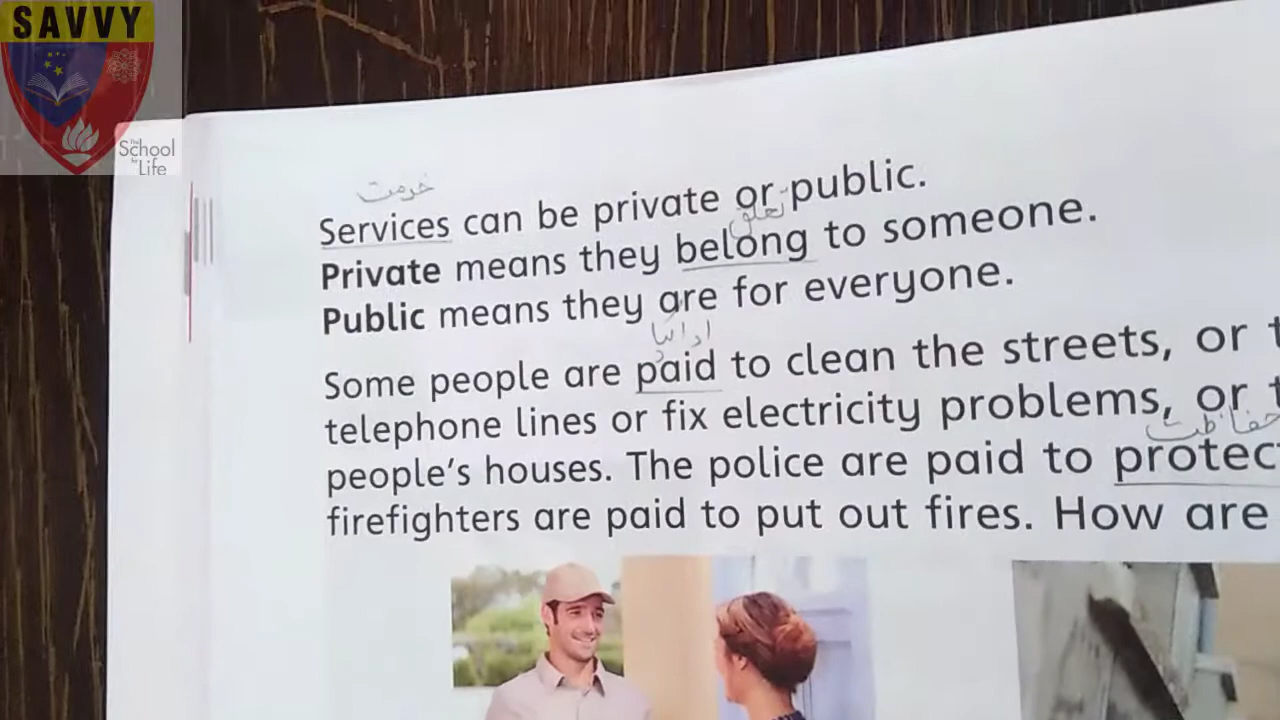 SAVVY
The School for Life
خدمت
Services can be private or public.
تعلق
Private means they belong to someone.
Public means they are for everyone.
ادائیگی
Some people are paid to clean the streets, or t
telephone lines or fix electricity problems, or t
حفاظت
people's houses. The police are paid to protec
firefighters are paid to put out fires. How are